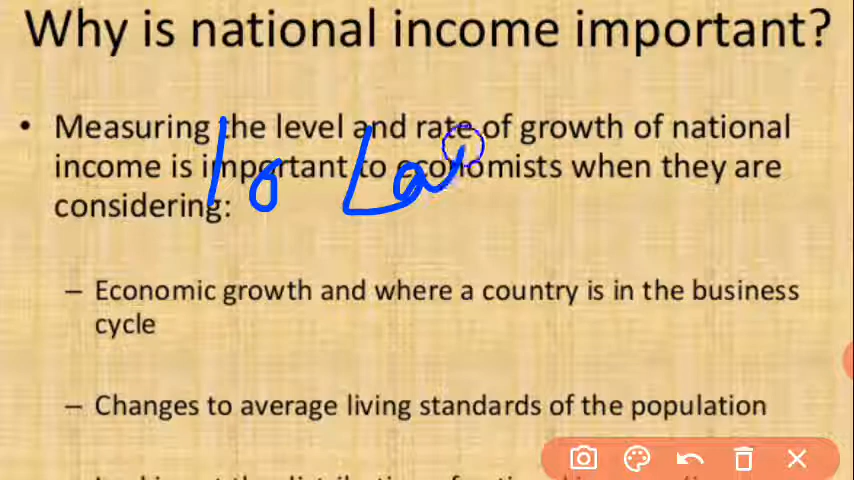 Why is national income important?
• Measuring the level and rate of growth of national
income is important to economists when they are
considering:
– Economic growth and where a country is in the business
cycle
– Changes to average living standards of the population
10 La